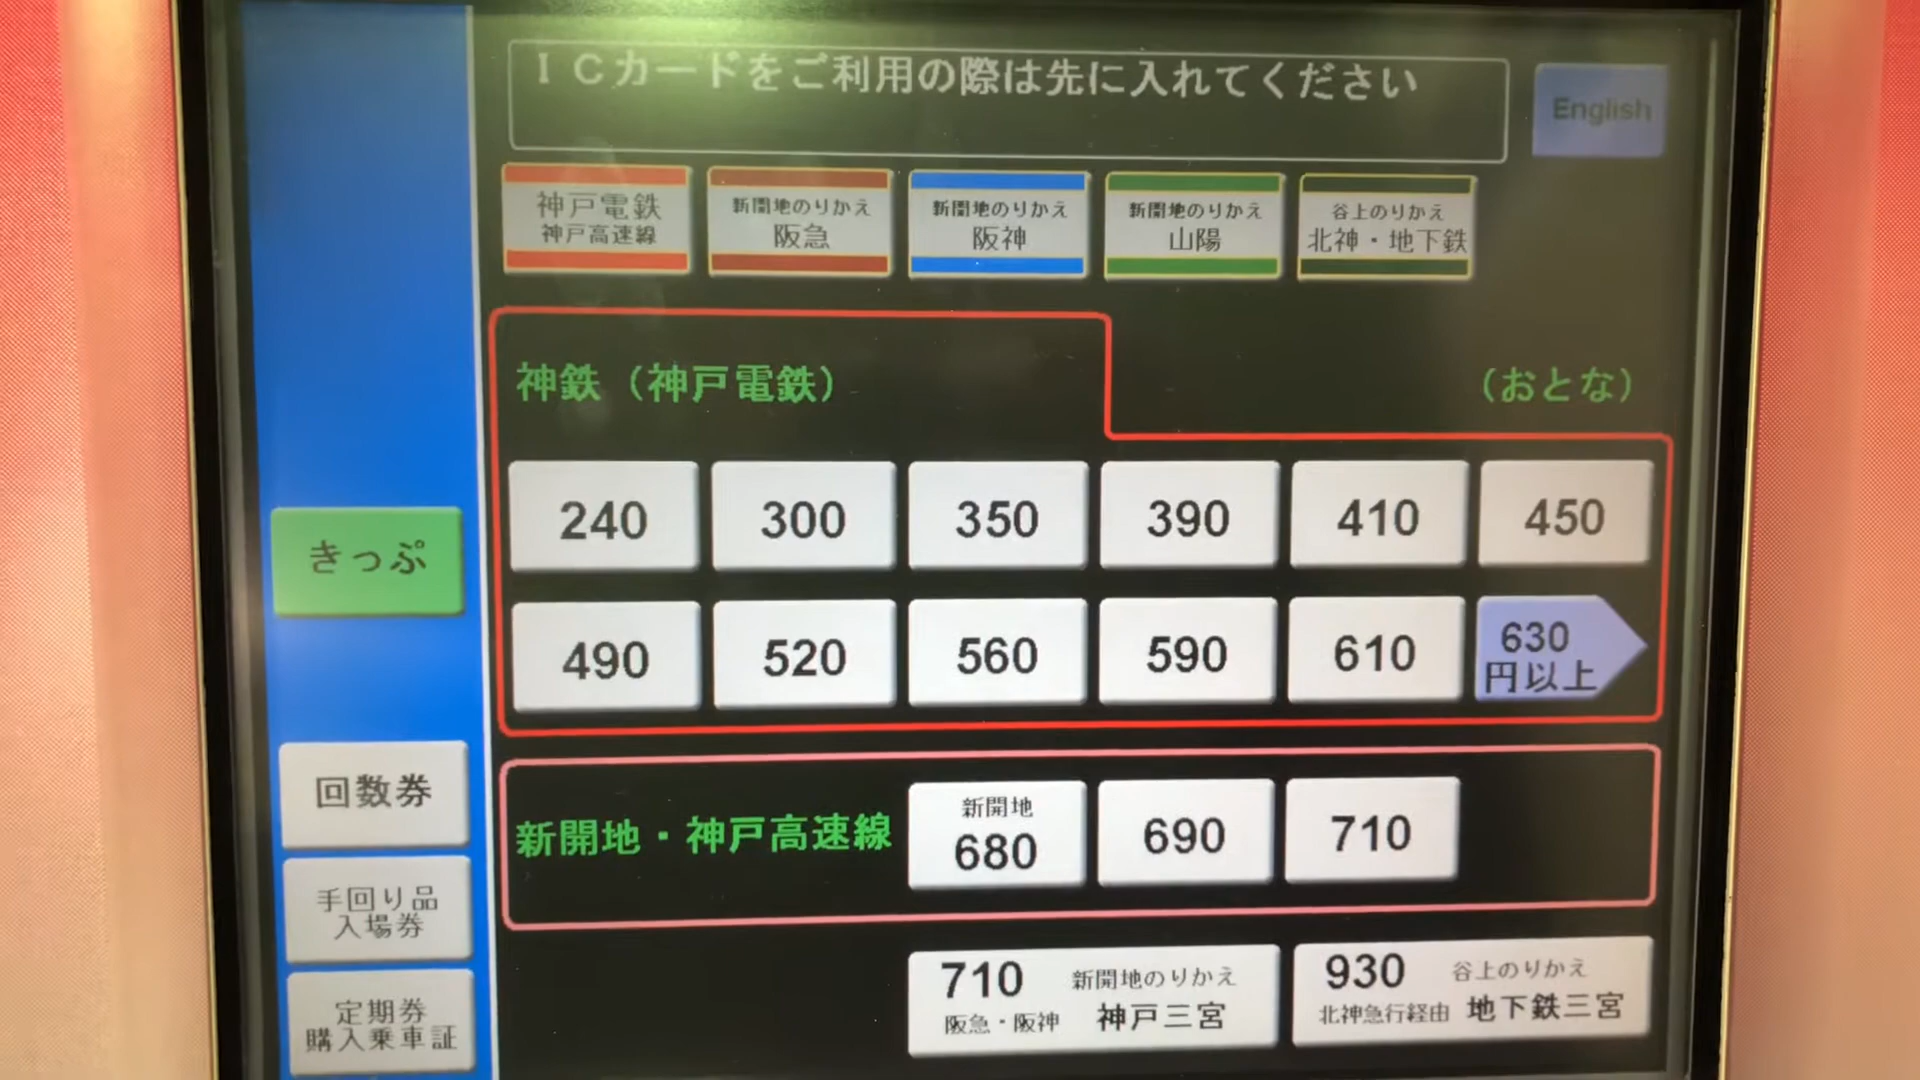 ICカードをご利用の際は先に入れてください
English
神戸電鉄
神戸高速線
新開地のりかえ
阪急
新開地のりかえ
阪神
新開地のりかえ
山陽
谷上のりかえ
北神・地下鉄
神鉄（神戸電鉄）
（おとな）
240
300
350
390
410
450
きっぷ
490
520
560
590
610
630
円以上
回数券
新開地・神戸高速線
新開地
680
690
710
手回り品
入場券
710 新開地のりかえ
阪急・阪神 神戸三宮
930 谷上のりかえ
北神急行経由 地下鉄三宮
定期券
購入乗車証